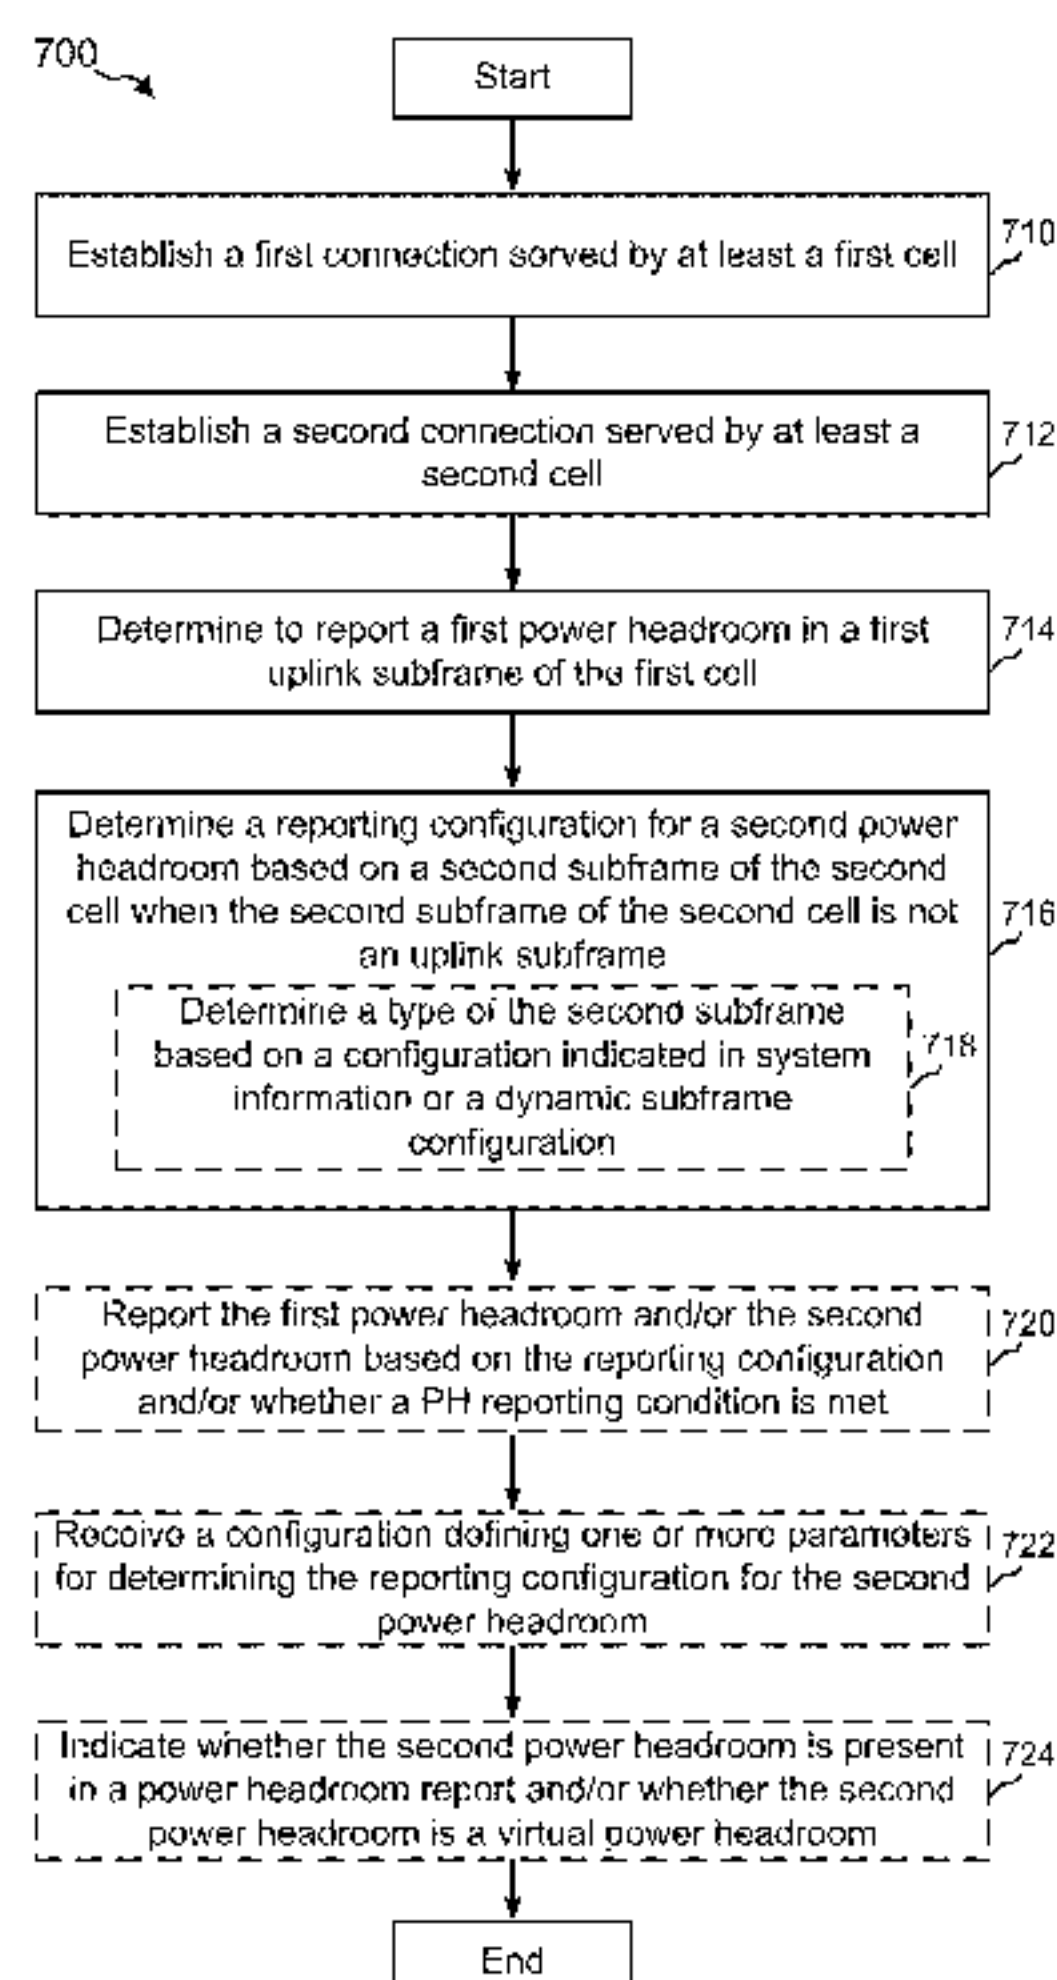 700
Start
Establish a first connection served by at least a first cell
710
Establish a second connection served by at least a
second cell
712
Determine to report a first power headroom in a first
uplink subframe of the first cell
714
Determine a reporting configuration for a second power
headroom based on a second subframe of the second
cell when the second subframe of the second cell is not
an uplink subframe
716
Determine a type of the second subframe
based on a configuration indicated in system
information or a dynamic subframe
configuration
718
Report the first power headroom and/or the second
power headroom based on the reporting configuration
and/or whether a PH reporting condition is met
720
Receive a configuration defining one or more parameters
for determining the reporting configuration for the second
power headroom
722
Indicate whether the second power headroom is present
in a power headroom report and/or whether the second
power headroom is a virtual power headroom
724
End